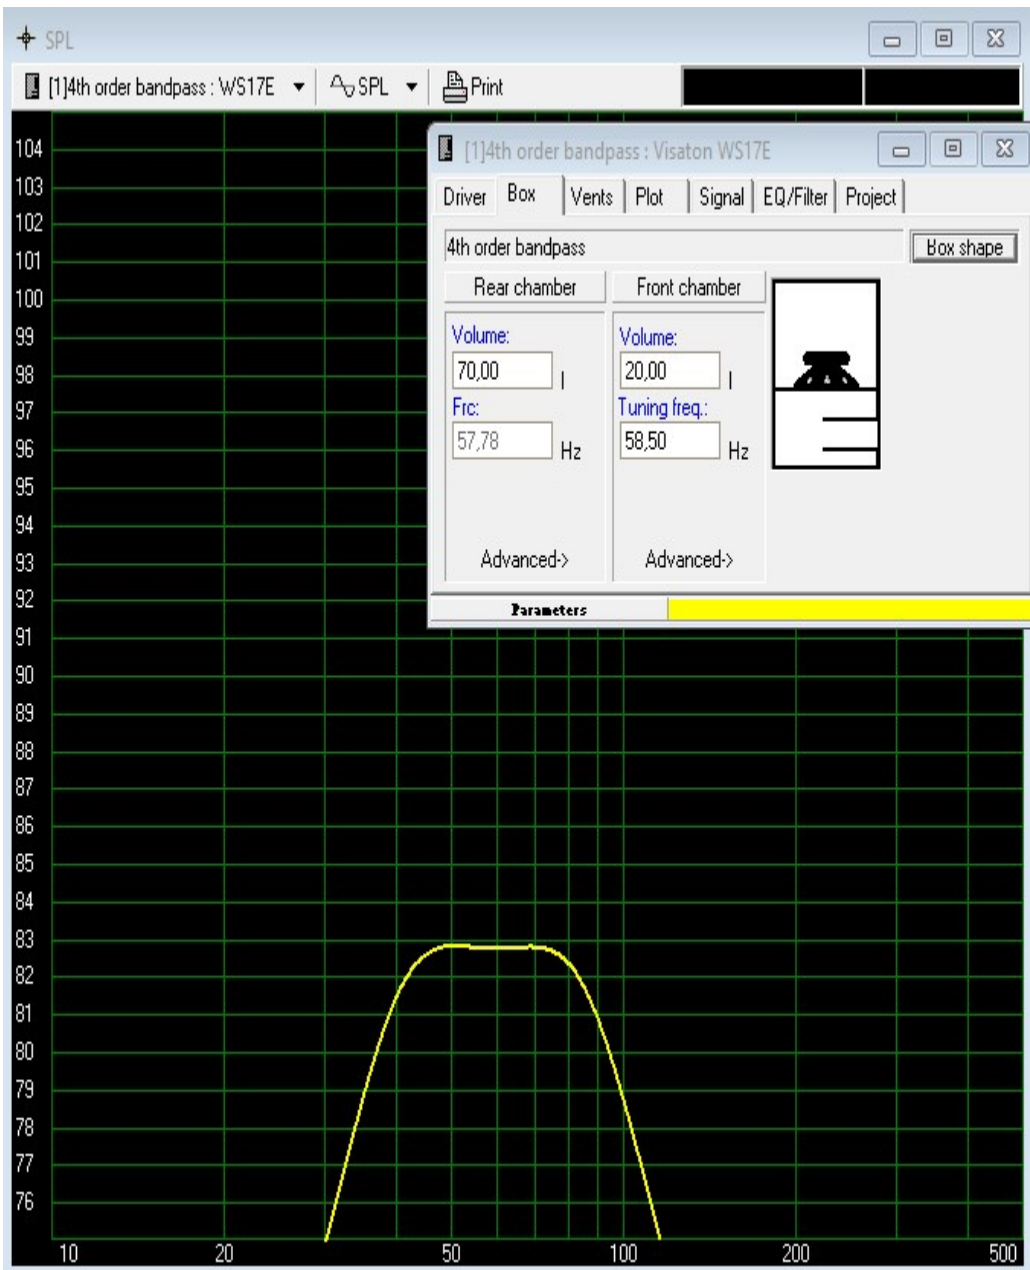 SPL
[1]4th order bandpass : WS17E SPL Print
[1]4th order bandpass : Visaton WS17E
Driver Box Vents Plot Signal EQ/Filter Project
4th order bandpass Box shape
Rear chamber Front chamber
Volume: Volume:
70,00 l 20,00 l
Frc: Tuning freq.:
57,78 Hz 58,50 Hz
Advanced-> Advanced->
Parameters
104
103
102
101
100
99
98
97
96
95
94
93
92
91
90
89
88
87
86
85
84
83
82
81
80
79
78
77
76
10 20 50 100 200 500